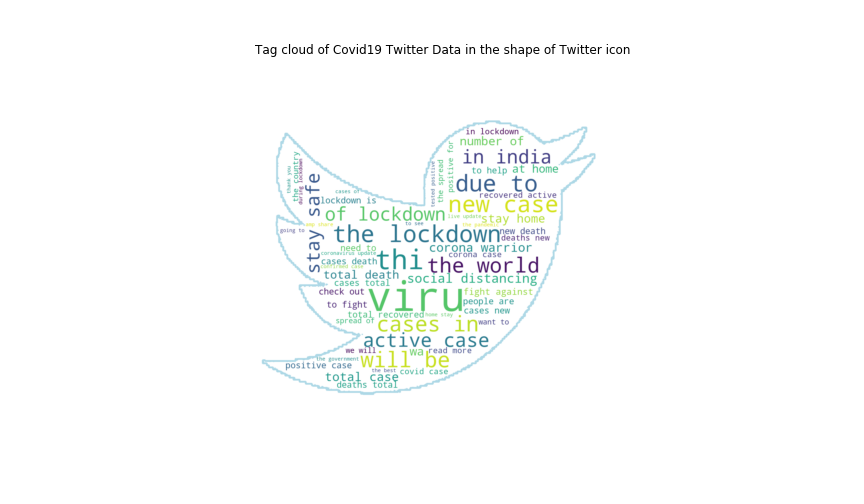 Tag cloud of Covid19 Twitter Data in the shape of Twitter icon
in lockdown
number of
in india
to help
at home
positive for
the spread
tested positive
due to
recovered active
new case
live update
stay home
thank you
the country
during lockdown
cases of
lockdown is
stay safe
of lockdown
to see
going to
the lockdown
new death
deaths new
need to
corona warrior
coronavirus update
corona case
cases death
thi
the world
confirmed case
total death
social distancing
cases total
check out
viru
fight against
to fight
people are
cases new
total recovered
home stay
spread of
cases in
want to
active case
we will
wa
read more
the government
will be
positive case
the best
covid case
total case
deaths total